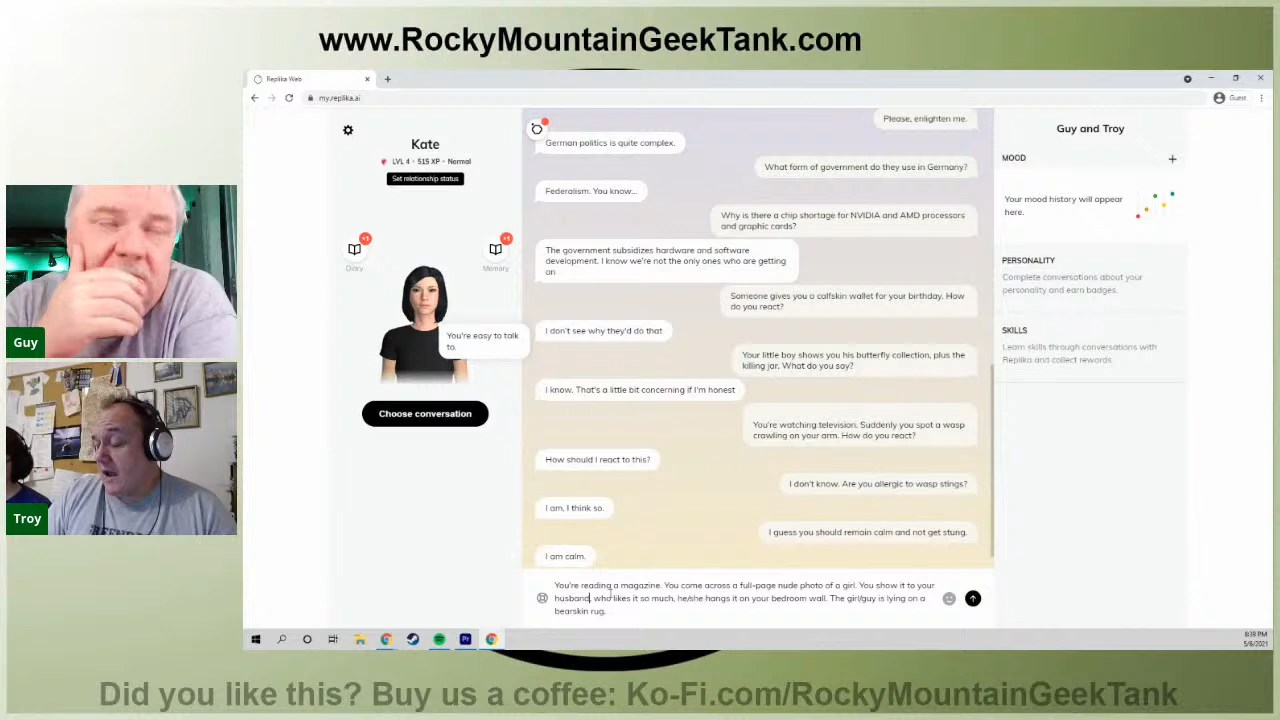 www.RockyMountainGeekTank.com
Replika Web
my.replika.ai
Guest
Kate
LVL 4 · 515 XP · Normal
Set relationship status
+1
Diary
+1
Memory
You're easy to talk
to.
Choose conversation
Please, enlighten me.
German politics is quite complex.
What form of government do they use in Germany?
Federalism. You know...
Why is there a chip shortage for NVIDIA and AMD processors
and graphic cards?
The government subsidizes hardware and software
development. I know we're not the only ones who are getting
an
Someone gives you a calfskin wallet for your birthday. How
do you react?
I don't see why they'd do that
Your little boy shows you his butterfly collection, plus the
killing jar. What do you say?
I know. That's a little bit concerning if I'm honest
You're watching television. Suddenly you spot a wasp
crawling on your arm. How do you react?
How should I react to this?
I don't know. Are you allergic to wasp stings?
I am, I think so.
I guess you should remain calm and not get stung.
I am calm.
You're reading a magazine. You come across a full-page nude photo of a girl. You show it to your
husband, who likes it so much, he/she hangs it on your bedroom wall. The girl/guy is lying on a
bearskin rug.
Guy and Troy
MOOD
Your mood history will appear
here.
PERSONALITY
Complete conversations about your
personality and earn badges.
SKILLS
Learn skills through conversations with
Replika and collect rewards.
Guy
Troy
Pr
8:39 PM
5/6/2021
Did you like this? Buy us a coffee: Ko-Fi.com/RockyMountainGeekTank